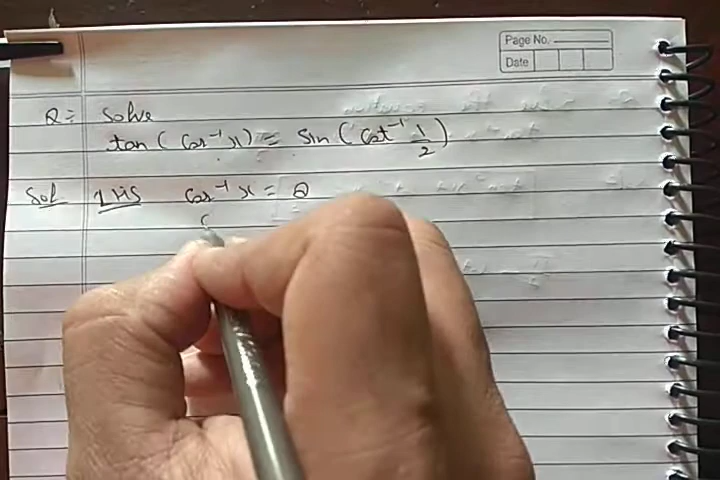 Page No.
Date
Q:- Solve
tan ( cos⁻¹ x ) = sin ( cot⁻¹ 1/2 )
Sol LHS cos⁻¹ x = θ
c